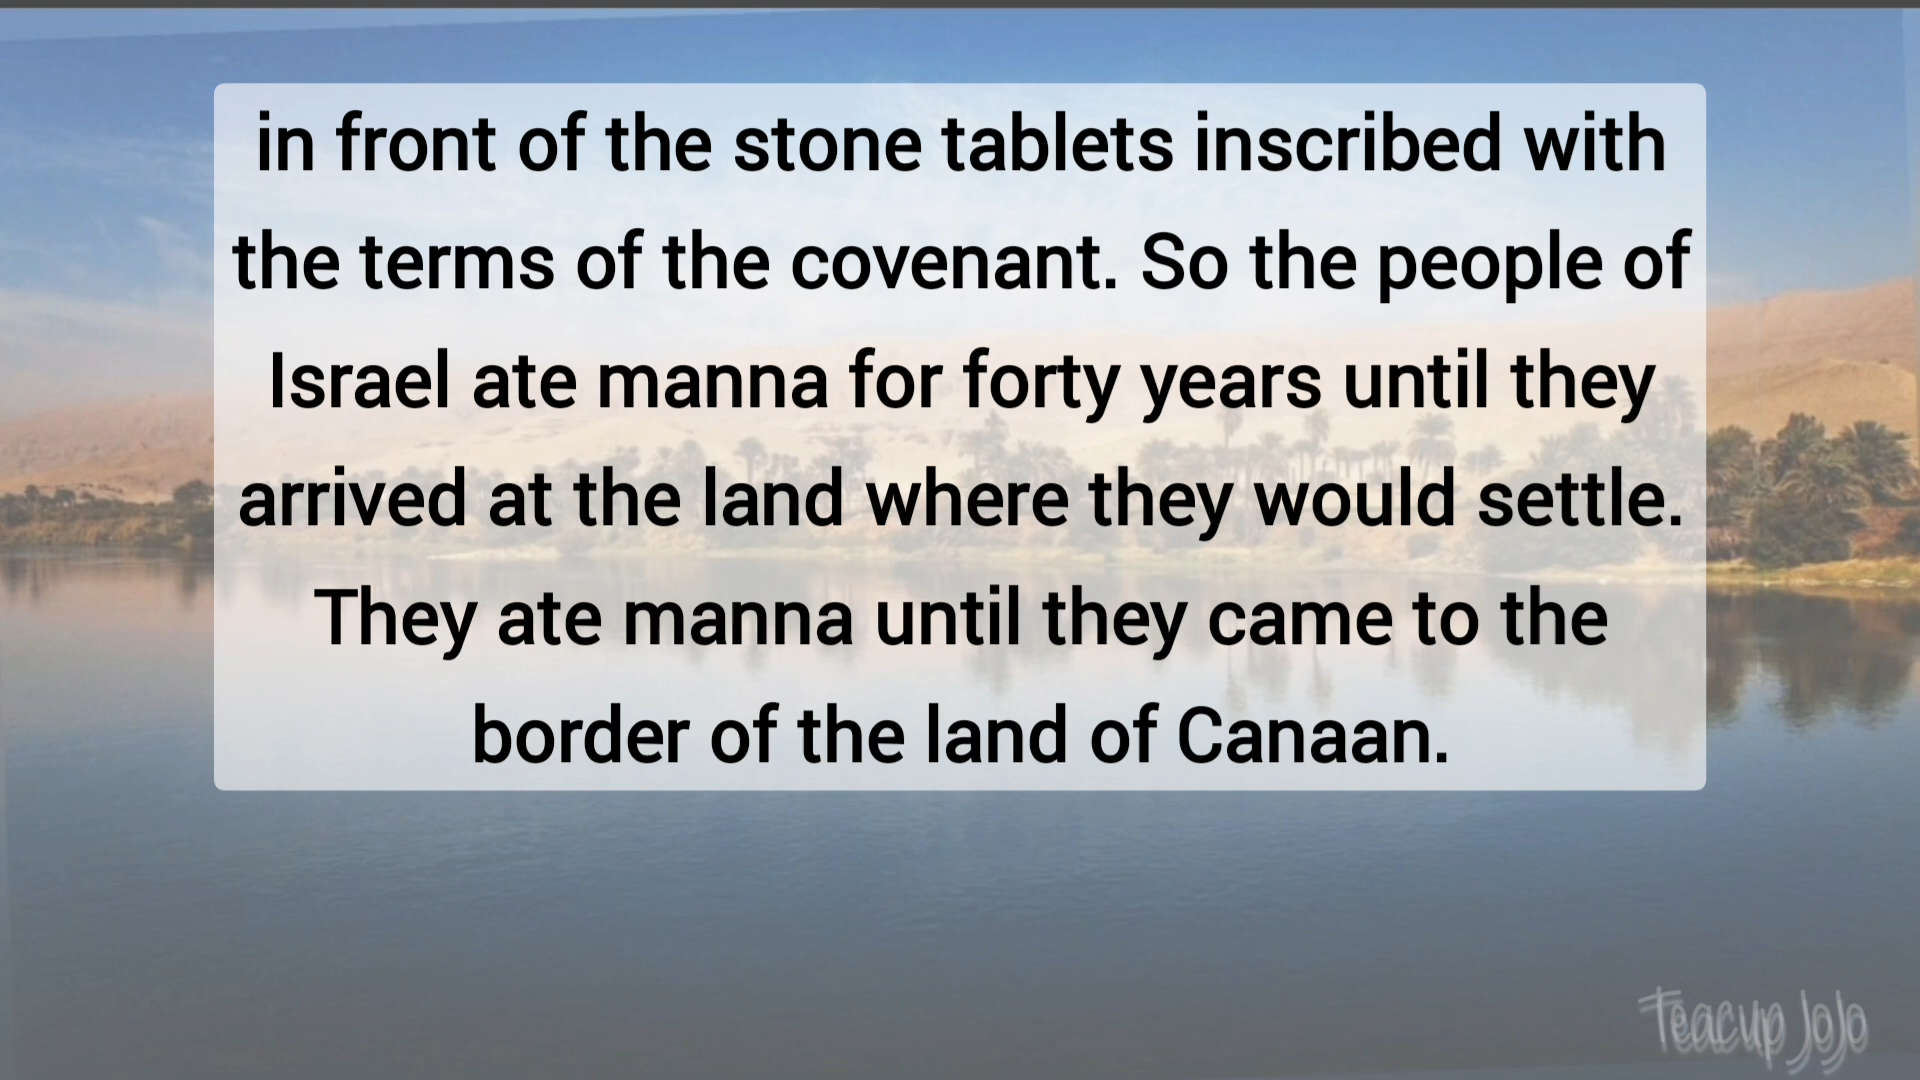 in front of the stone tablets inscribed with
the terms of the covenant. So the people of
Israel ate manna for forty years until they
arrived at the land where they would settle.
They ate manna until they came to the
border of the land of Canaan.
Teacup JoJo